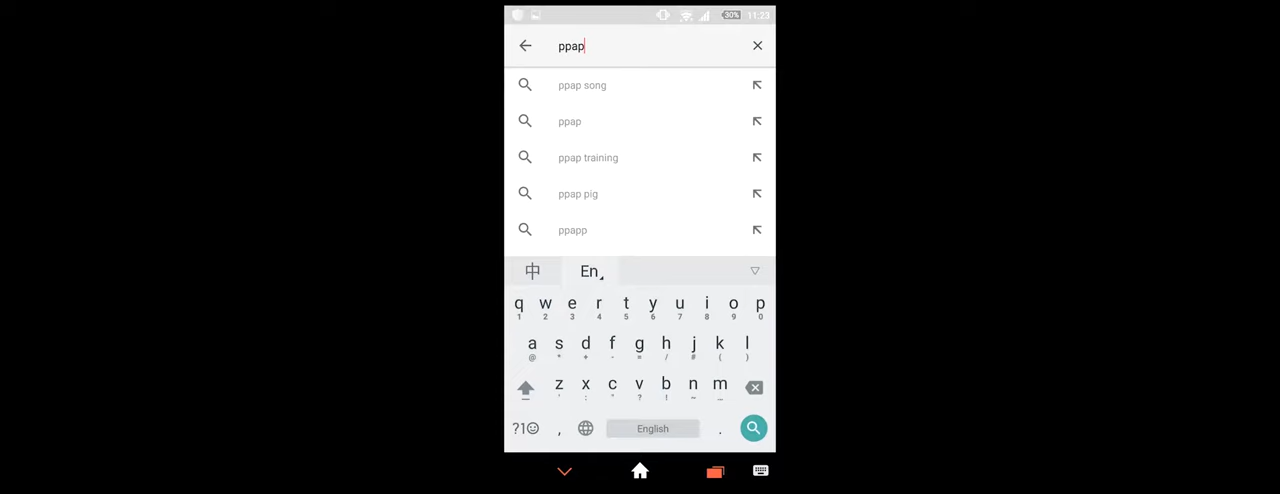 30% 11:23
ppap
ppap song
ppap
ppap training
ppap pig
ppapp
中 En
q w e r t y u i o p
1 2 3 4 5 6 7 8 9 0
a s d f g h j k l
@ * + - = / # ( )
z x c v b n m
' : " ? ! ~ …
?1☺ , English .